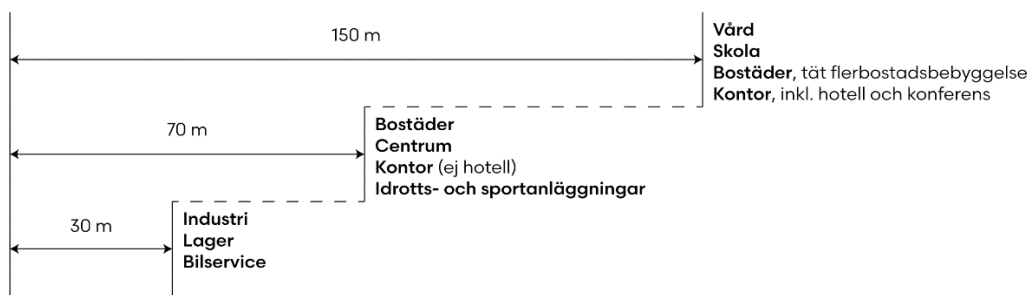 150 m
Vård
Skola
Bostäder, tät flerbostadsbebyggelse
Kontor, inkl. hotell och konferens
70 m
Bostäder
Centrum
Kontor (ej hotell)
Idrotts- och sportanläggningar
30 m
Industri
Lager
Bilservice